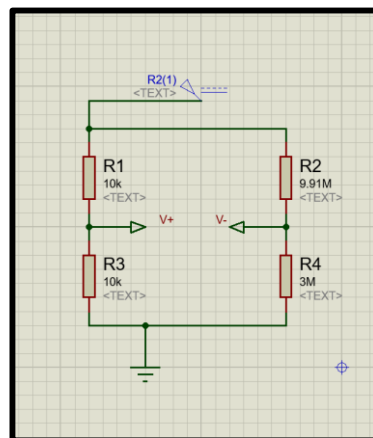 R2(1)
<TEXT>
R1
10k
<TEXT>
R2
9.91M
<TEXT>
V+
V-
R3
10k
<TEXT>
R4
3M
<TEXT>